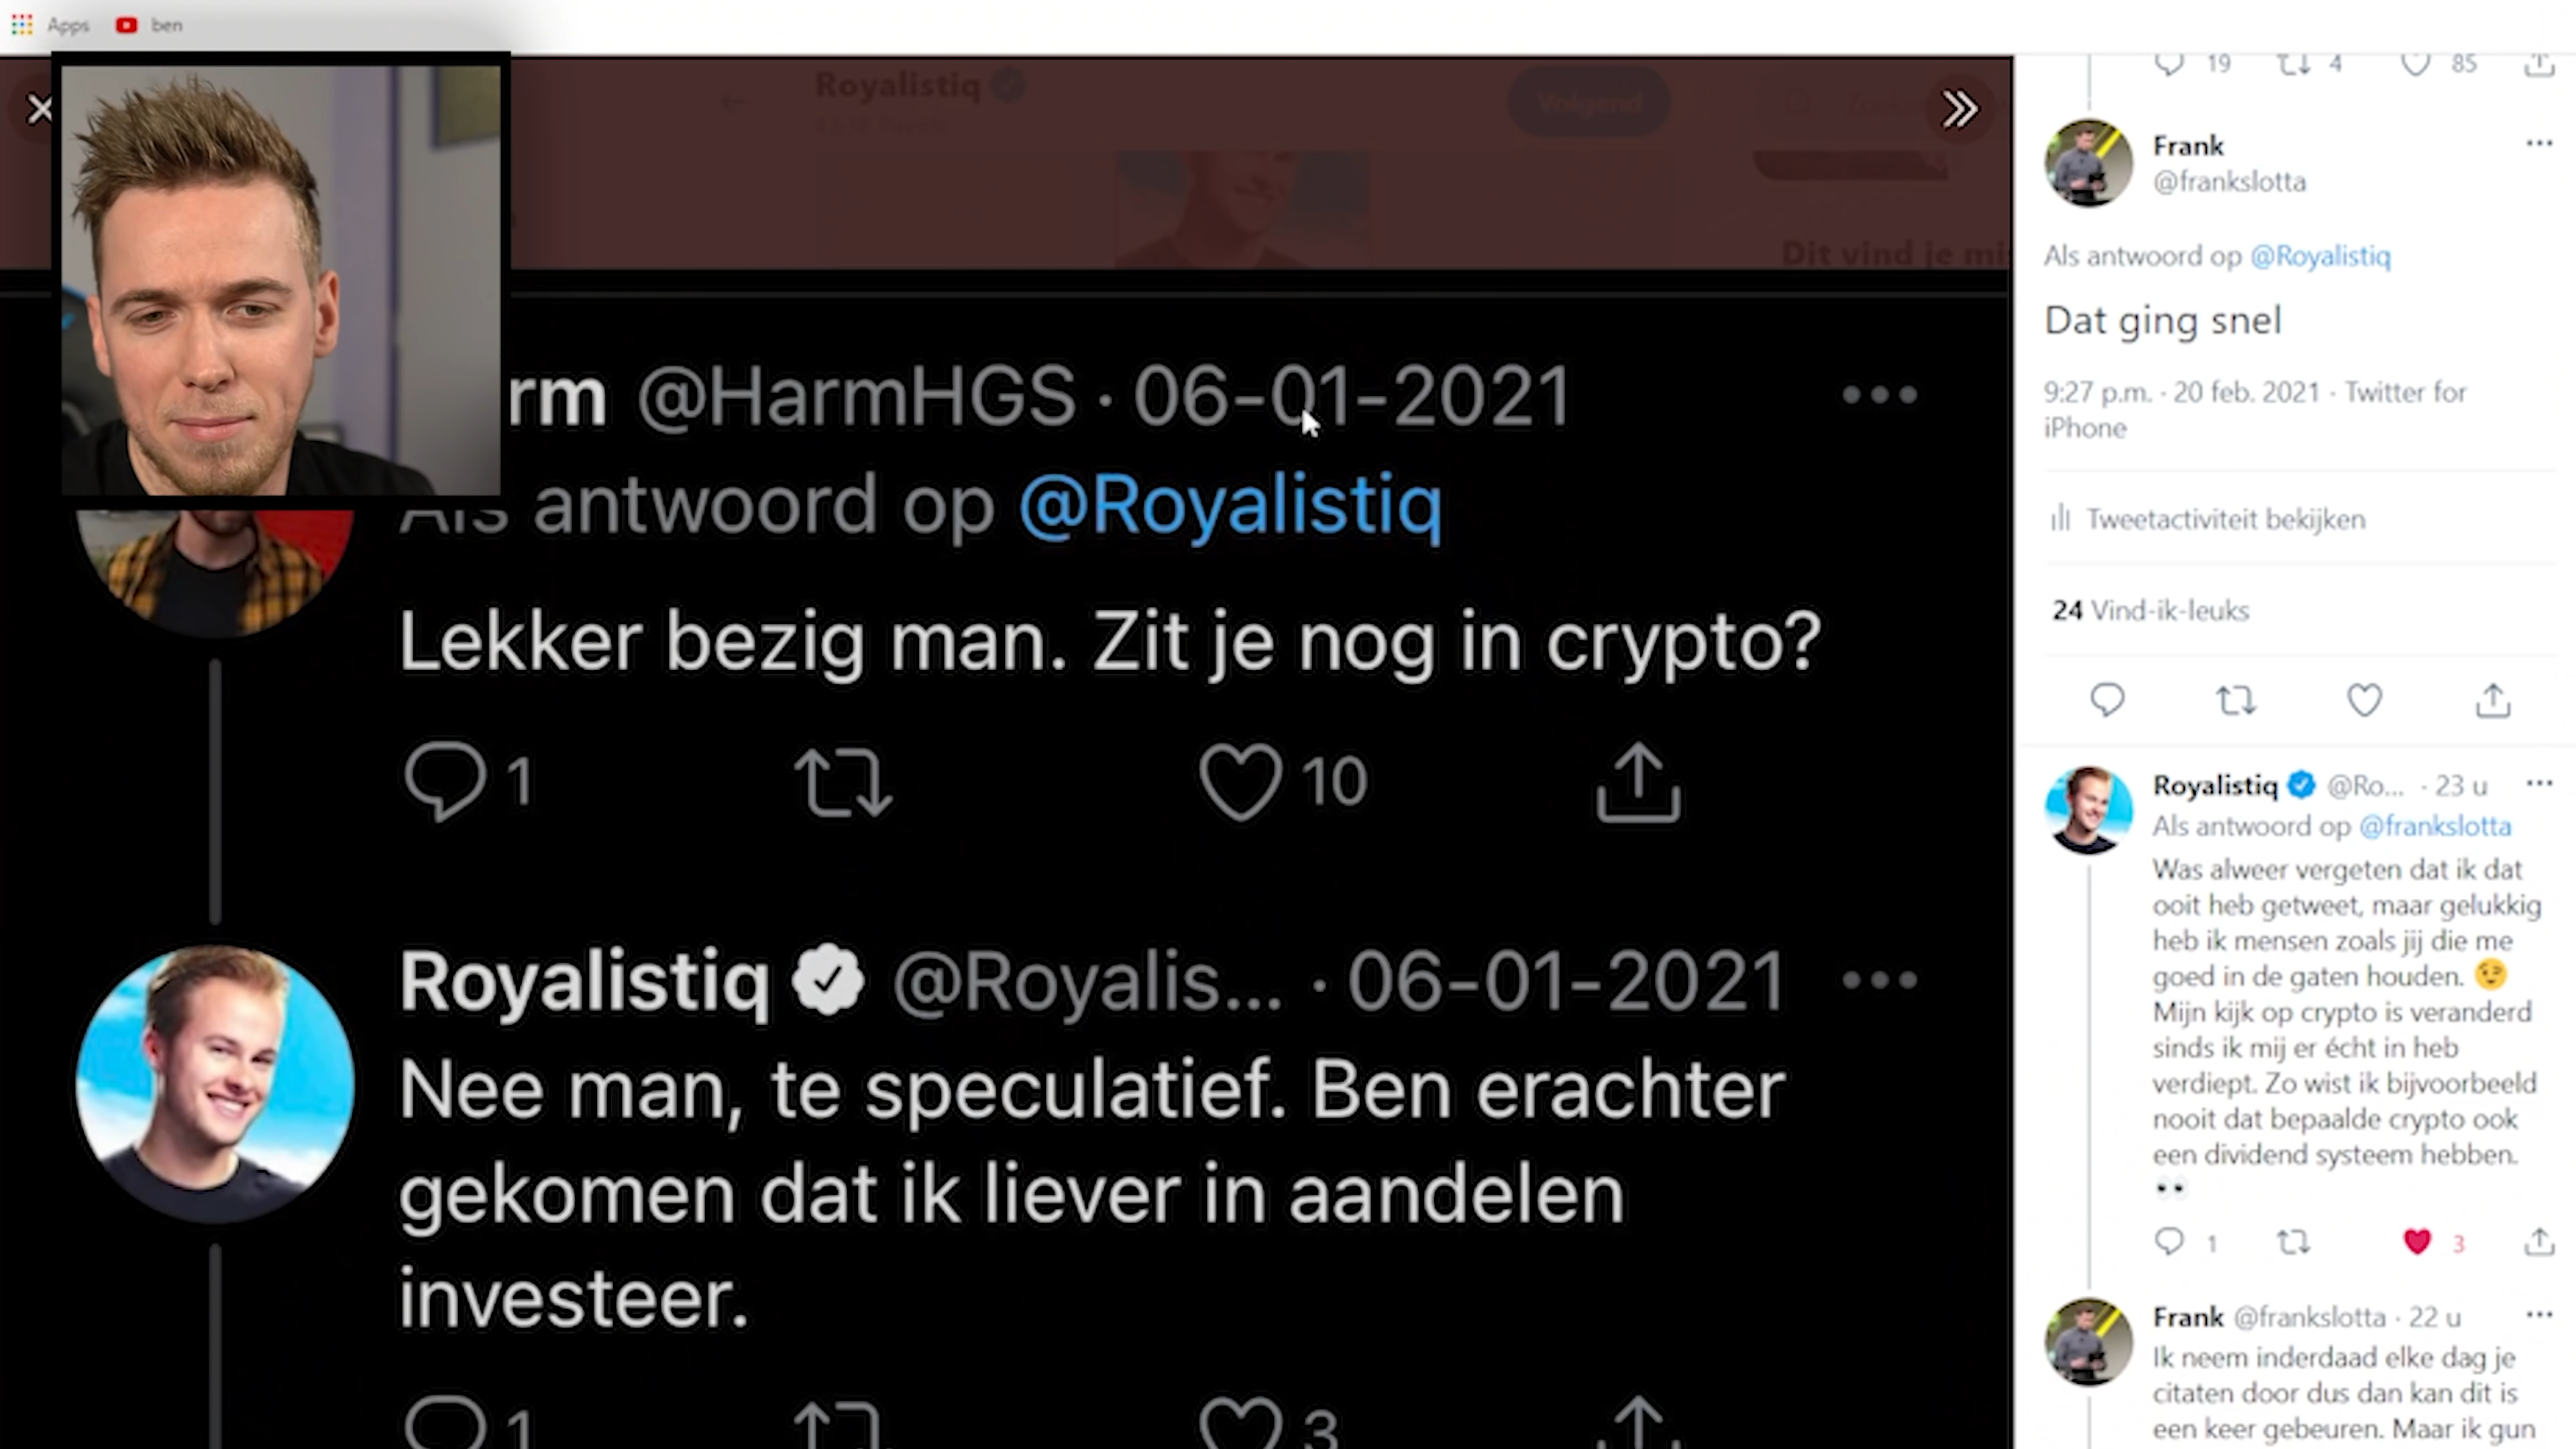 Apps ben
Royalistiq
Volgend
Dit vind je mi
rm @HarmHGS · 06-01-2021
Als antwoord op @Royalistiq
Lekker bezig man. Zit je nog in crypto?
1 10
Royalistiq @Royalis... · 06-01-2021
Nee man, te speculatief. Ben erachter
gekomen dat ik liever in aandelen
investeer.
1 3
19 4 85
Frank
@frankslotta
Als antwoord op @Royalistiq
Dat ging snel
9:27 p.m. · 20 feb. 2021 · Twitter for
iPhone
Tweetactiviteit bekijken
24 Vind-ik-leuks
Royalistiq @Ro... · 23 u
Als antwoord op @frankslotta
Was alweer vergeten dat ik dat
ooit heb getweet, maar gelukkig
heb ik mensen zoals jij die me
goed in de gaten houden. 😉
Mijn kijk op crypto is veranderd
sinds ik mij er écht in heb
verdiept. Zo wist ik bijvoorbeeld
nooit dat bepaalde crypto ook
een dividend systeem hebben.
👀
1 3
Frank @frankslotta · 22 u
Ik neem inderdaad elke dag je
citaten door dus dan kan dit is
een keer gebeuren. Maar ik gun